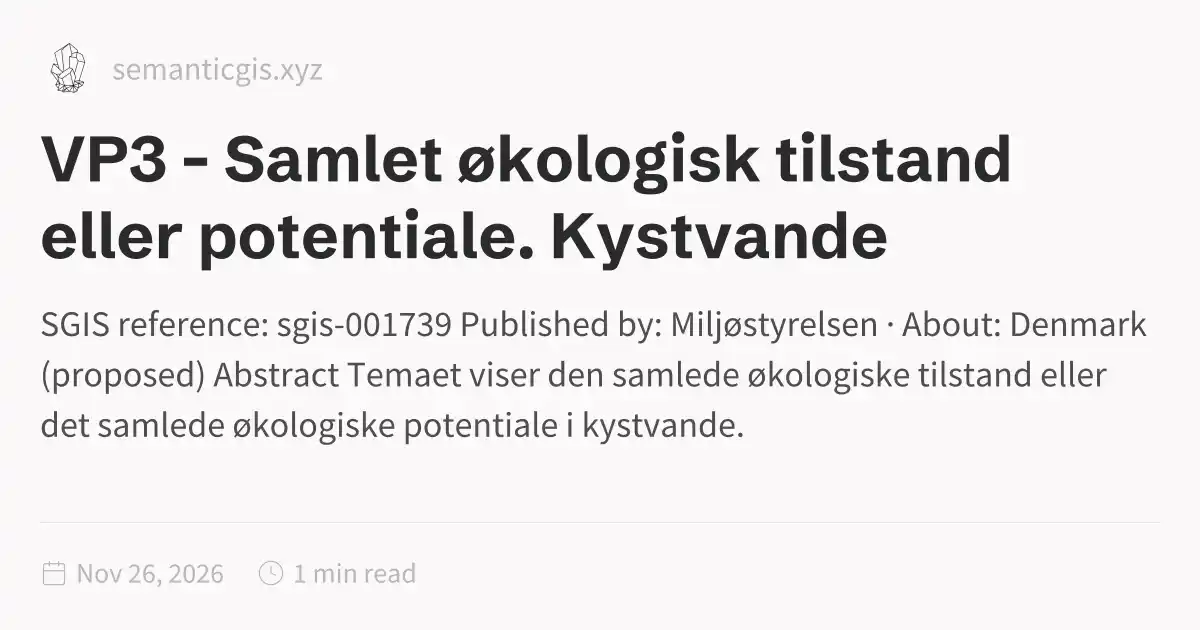 semanticgis.xyz
VP3 - Samlet økologisk tilstand
eller potentiale. Kystvande
SGIS reference: sgis-001739 Published by: Miljøstyrelsen · About: Denmark
(proposed) Abstract Temaet viser den samlede økologiske tilstand eller
det samlede økologiske potentiale i kystvande.
Nov 26, 2026 1 min read